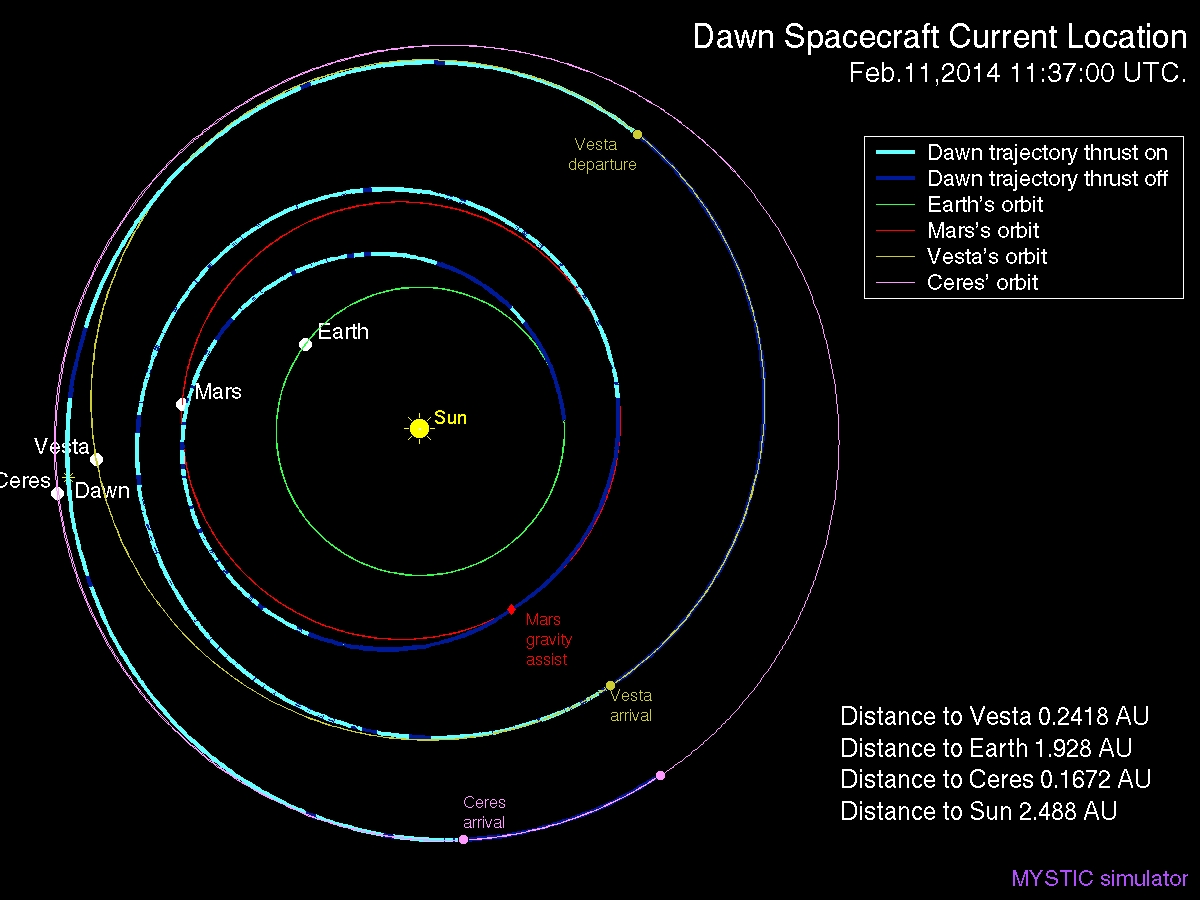 Dawn Spacecraft Current Location
Feb.11,2014 11:37:00 UTC.
Dawn trajectory thrust on
Dawn trajectory thrust off
Earth's orbit
Mars's orbit
Vesta's orbit
Ceres' orbit
Vesta
departure
Earth
Mars
Sun
Vesta
Ceres
Dawn
Mars
gravity
assist
Vesta
arrival
Ceres
arrival
Distance to Vesta 0.2418 AU
Distance to Earth 1.928 AU
Distance to Ceres 0.1672 AU
Distance to Sun 2.488 AU
MYSTIC simulator